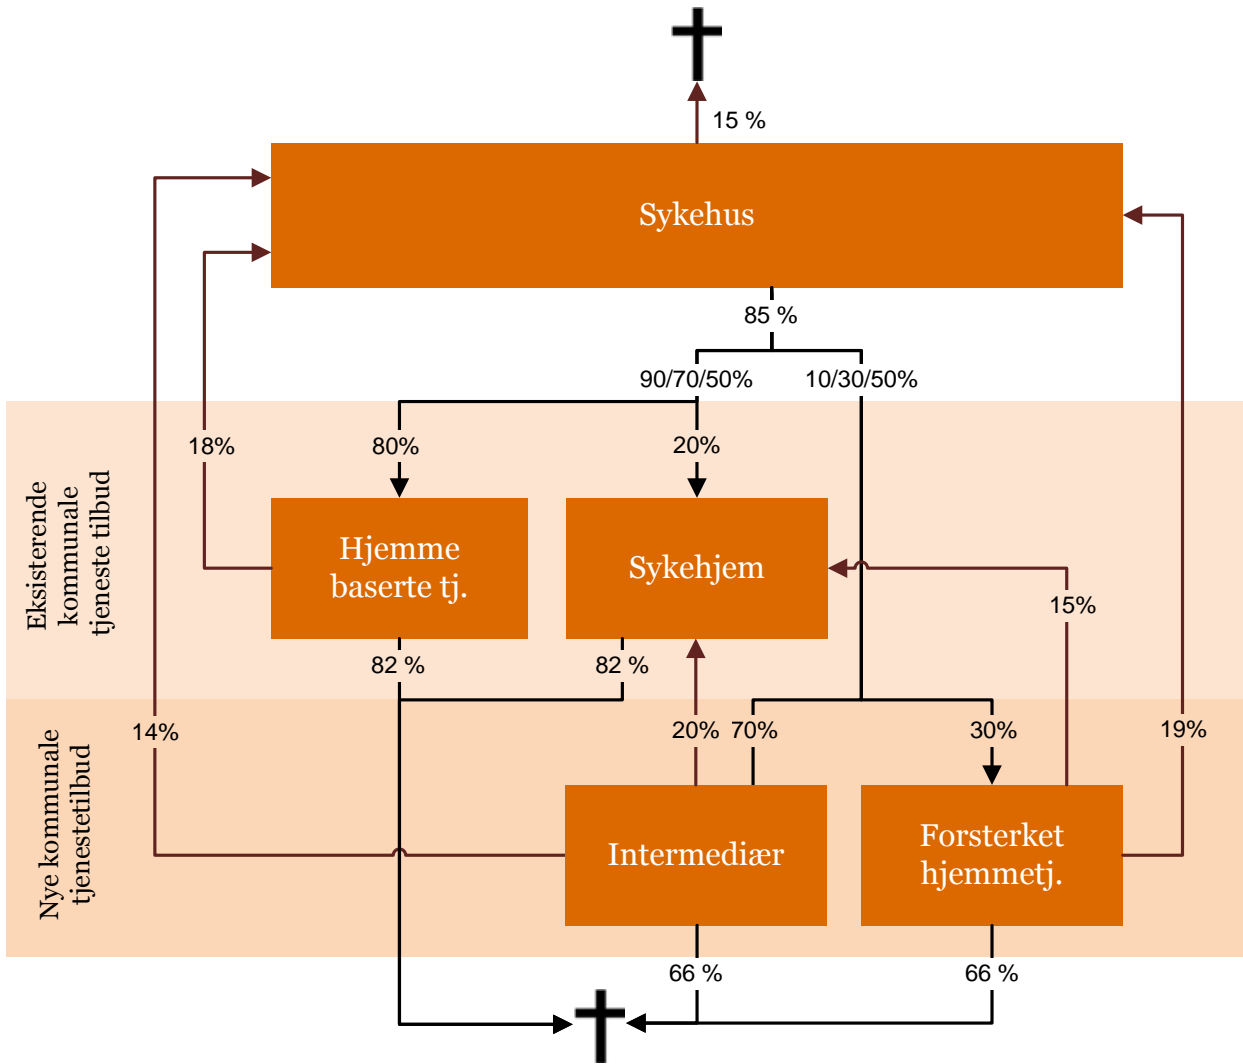 15 %
Sykehus
85 %
90/70/50%
10/30/50%
18%
80%
20%
Eksisterende
kommunale
tjeneste tilbud
Hjemme
baserte tj.
Sykehjem
15%
82 %
82 %
14%
20%
70%
30%
19%
Nye kommunale
tjenestetilbud
Intermediær
Forsterket
hjemmetj.
66 %
66 %